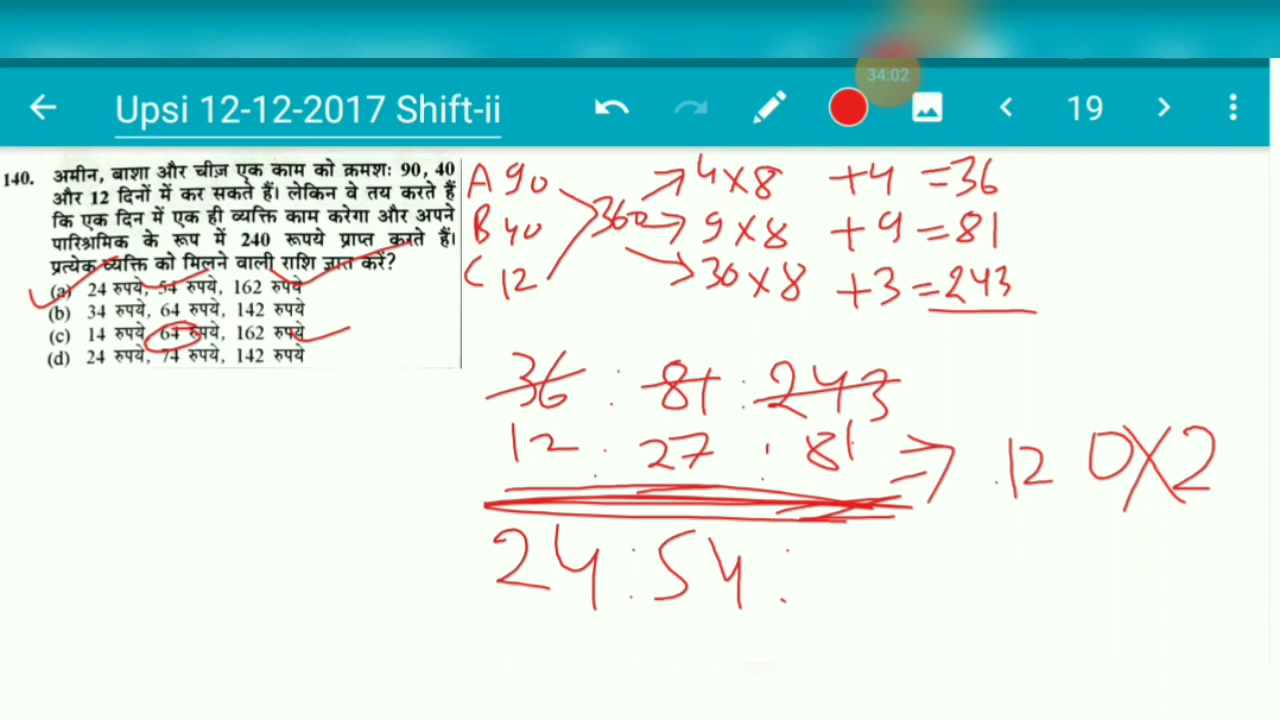 34:02
Upsi 12-12-2017 Shift-ii
19
140. अमीन, बाशा और चीज़ एक काम को क्रमशः 90, 40
और 12 दिनों में कर सकते हैं। लेकिन वे तय करते हैं
कि एक दिन में एक ही व्यक्ति काम करेगा और अपने
पारिश्रमिक के रूप में 240 रूपये प्राप्त करते हैं।
प्रत्येक व्यक्ति को मिलने वाली राशि ज्ञात करें?
(a) 24 रुपये, 54 रुपये, 162 रुपये
(b) 34 रुपये, 64 रुपये, 142 रुपये
(c) 14 रुपये, 64 रुपये, 162 रुपये
(d) 24 रुपये, 74 रुपये, 142 रुपये
A 90
B 40
C 12
360
4×8 +4 =36
9×8 +9 =81
30×8 +3 =243
36 : 81 : 243
12 : 27 : 81 ⇒ 120×2
24 : 54 :